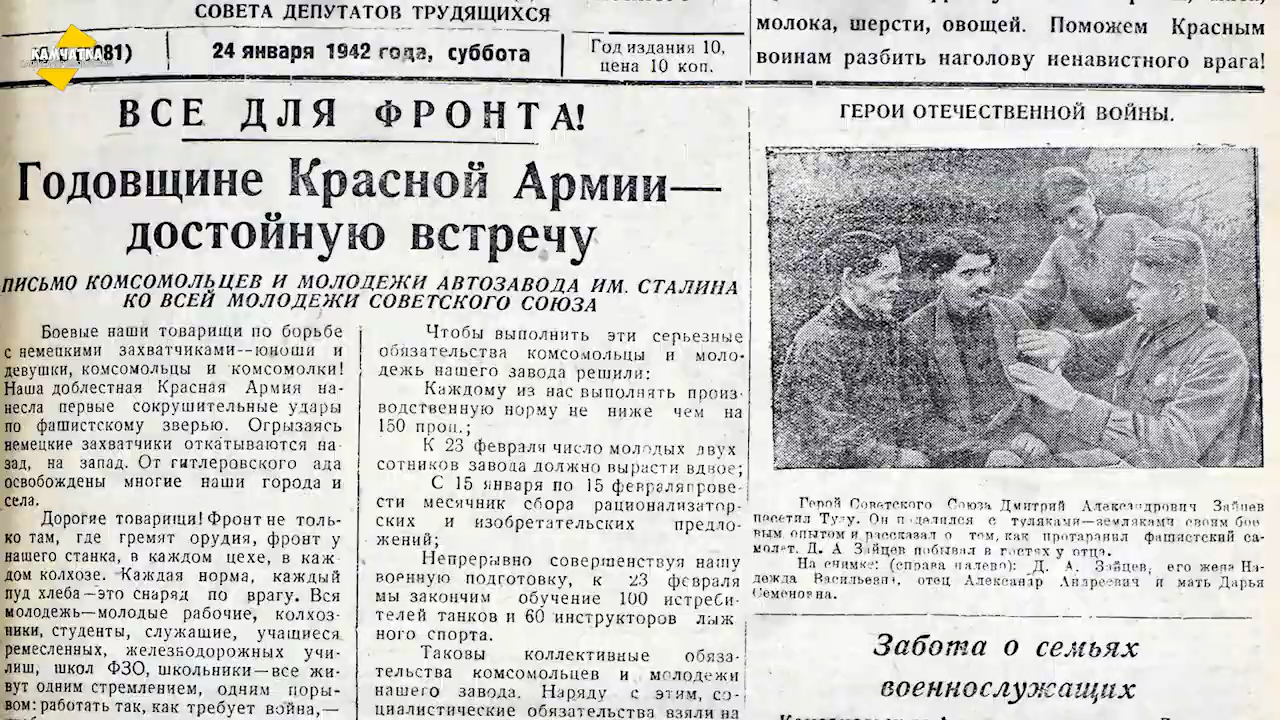 СОВЕТА ДЕПУТАТОВ ТРУДЯЩИХСЯ
КАМЧАТКА
81)
24 января 1942 года, суббота
Год издания 10,
цена 10 коп.
молока, шерсти, овощей. Поможем Красным
воинам разбить наголову ненавистного врага!
ВСЕ ДЛЯ ФРОНТА!
Годовщине Красной Армии—
достойную встречу
ПИСЬМО КОМСОМОЛЬЦЕВ И МОЛОДЕЖИ АВТОЗАВОДА ИМ. СТАЛИНА
КО ВСЕЙ МОЛОДЕЖИ СОВЕТСКОГО СОЮЗА
Боевые наши товарищи по борьбе
с немецкими захватчиками--юноши и
девушки, комсомольцы и комсомолки!
Наша доблестная Красная Армия на-
несла первые сокрушительные удары
по фашистскому зверью. Огрызаясь
немецкие захватчики откатываются на-
зад, на запад. От гитлеровского ада
освобождены многие наши города и
села.
Дорогие товарищи! Фронт не толь-
ко там, где гремят орудия, фронт у
нашего станка, в каждом цехе, в каж-
дом колхозе. Каждая норма, каждый
пуд хлеба—это снаряд по врагу. Вся
молодежь—молодые рабочие, колхоз-
ники, студенты, служащие, учащиеся
ремесленных, железнодорожных учи-
лищ, школ ФЗО, школьники—все жи-
вут одним стремлением, одним поры-
вом: работать так, как требует война,—
Чтобы выполнить эти серьезные
обязательства комсомольцы и моло-
дежь нашего завода решили:
Каждому из нас выполнять произ-
водственную норму не ниже чем на
150 проц.;
К 23 февраля число молодых двух
сотников завода должно вырасти вдвое;
С 15 января по 15 февраляпрове-
сти месячник сбора рационализатор-
ских и изобретательских предло-
жений;
Непрерывно совершенствуя нашу
военную подготовку, к 23 февраля
мы закончим обучение 100 истреби-
телей танков и 60 инструкторов лыж
ного спорта.
Таковы коллективные обяза-
тельства комсомольцев и молодежи
нашего завода. Наряду с этим, со-
циалистические обязательства взяли на
ГЕРОИ ОТЕЧЕСТВЕННОЙ ВОЙНЫ.
Герой Советского Союза Дмитрий Александрович Зайцев
посетил Тулу. Он поделился с туляками—земляками своим бое
вым опытом и рассказал о том, как протаранил фашистский са-
молет. Д. А Зайцев побывал в гостях у отца.
На снимке: (справа налево): Д. А. Зайцев, его жена На-
дежда Васильевна, отец Александр Андреевич и мать Дарья
Семеновна.
Забота о семьях
военнослужащих